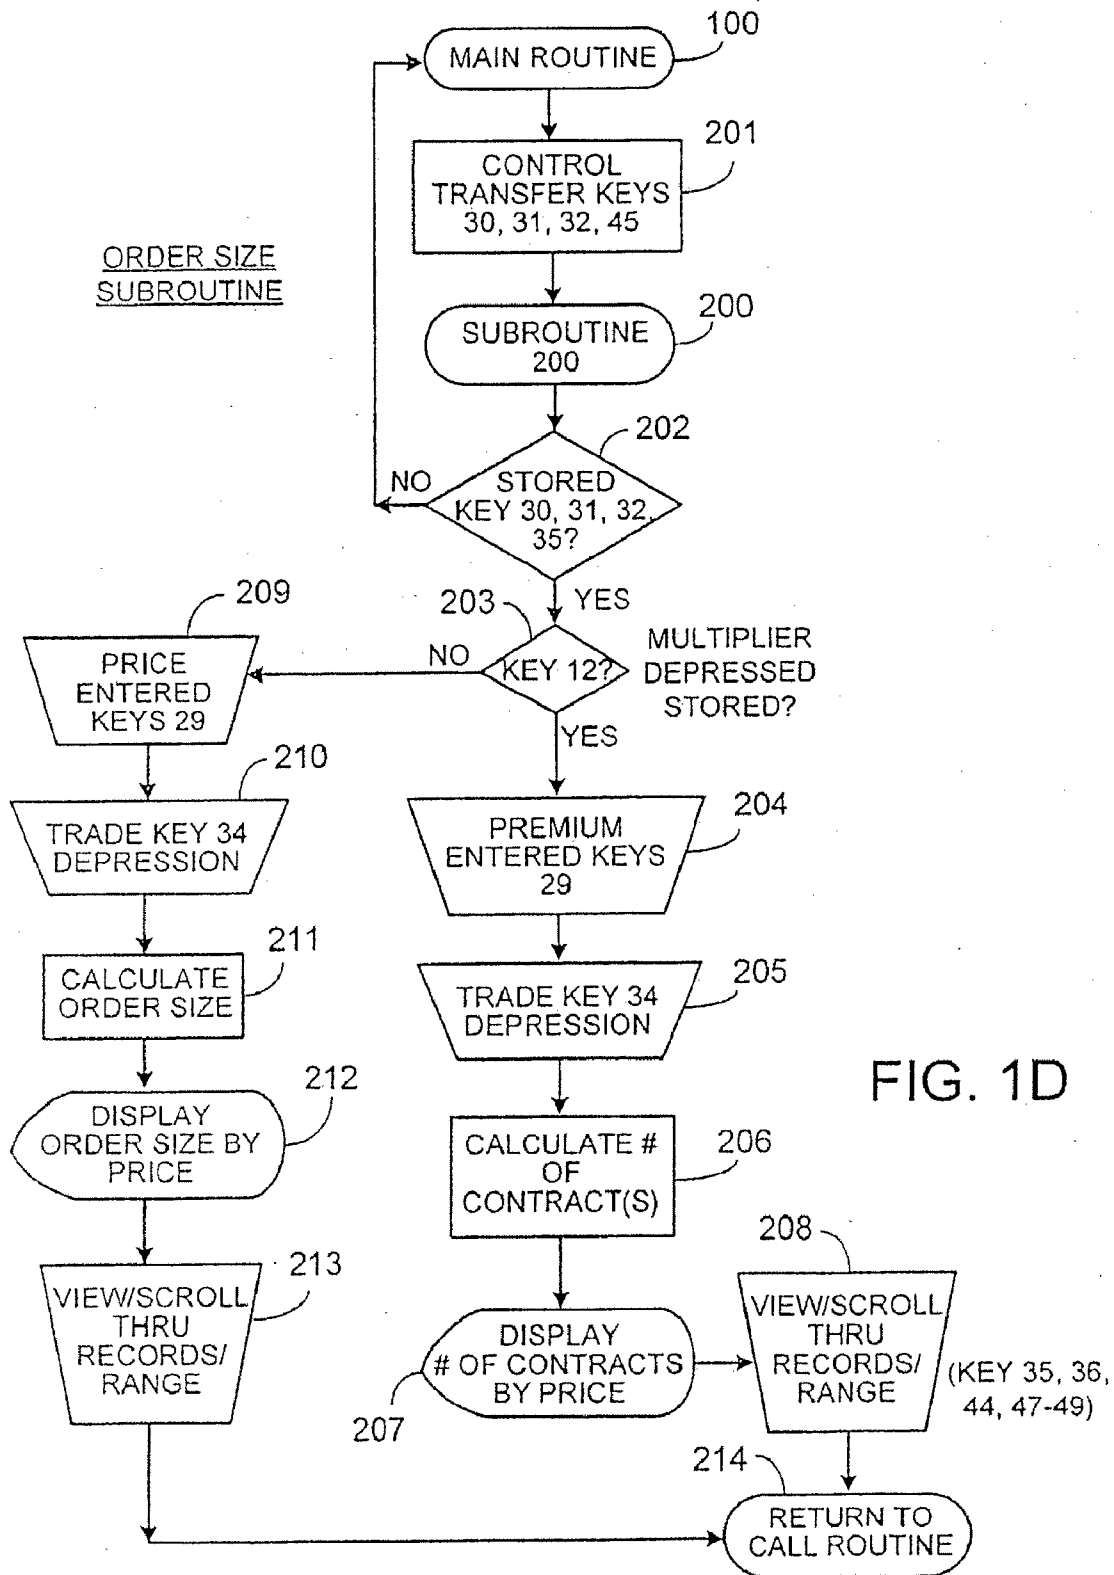 100
MAIN ROUTINE
201
CONTROL
TRANSFER KEYS
30, 31, 32, 45
ORDER SIZE
SUBROUTINE
200
SUBROUTINE
200
202
NO
STORED
KEY 30, 31, 32,
35?
YES
203
NO
KEY 12?
MULTIPLIER
DEPRESSED
STORED?
YES
209
PRICE
ENTERED
KEYS 29
210
TRADE KEY 34
DEPRESSION
204
PREMIUM
ENTERED KEYS
29
211
CALCULATE
ORDER SIZE
205
TRADE KEY 34
DEPRESSION
FIG. 1D
212
DISPLAY
ORDER SIZE BY
PRICE
206
CALCULATE #
OF
CONTRACT(S)
213
VIEW/SCROLL
THRU
RECORDS/
RANGE
207
DISPLAY
# OF CONTRACTS
BY PRICE
208
VIEW/SCROLL
THRU
RECORDS/
RANGE
(KEY 35, 36,
44, 47-49)
214
RETURN TO
CALL ROUTINE